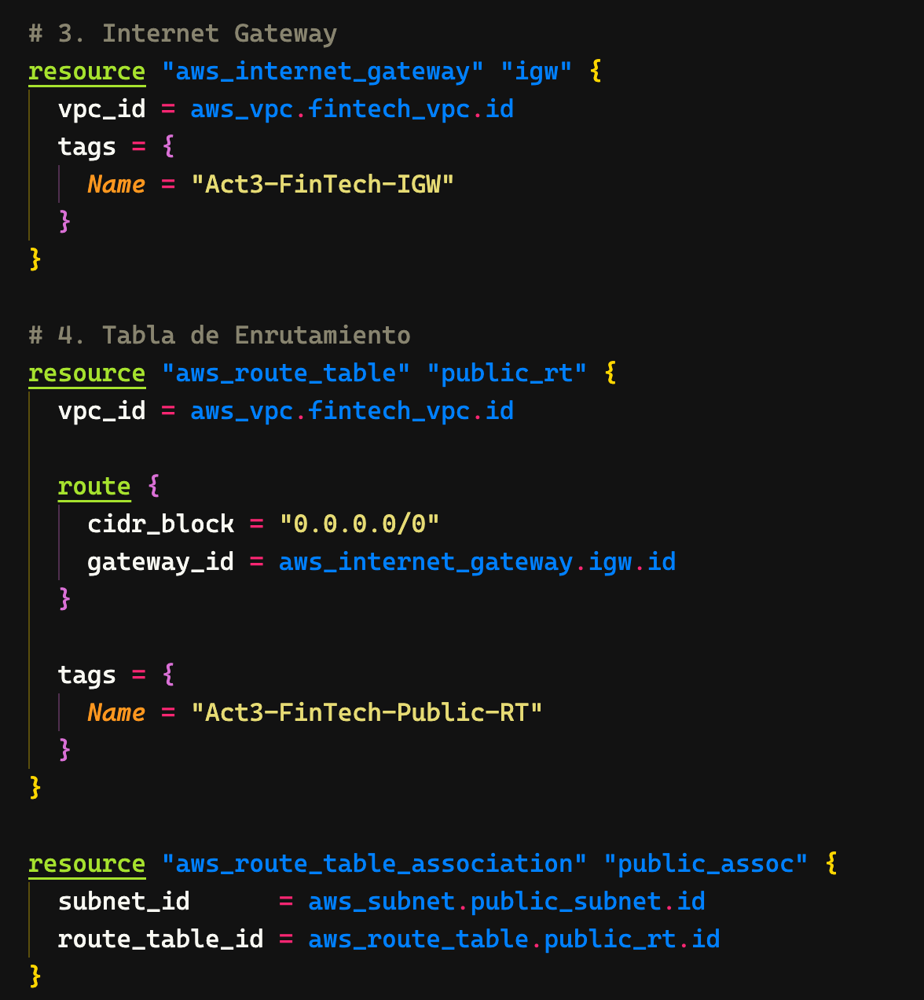 # 3. Internet Gateway
resource "aws_internet_gateway" "igw" {
  vpc_id = aws_vpc.fintech_vpc.id
  tags = {
    Name = "Act3-FinTech-IGW"
  }
}

# 4. Tabla de Enrutamiento
resource "aws_route_table" "public_rt" {
  vpc_id = aws_vpc.fintech_vpc.id

  route {
    cidr_block = "0.0.0.0/0"
    gateway_id = aws_internet_gateway.igw.id
  }

  tags = {
    Name = "Act3-FinTech-Public-RT"
  }
}

resource "aws_route_table_association" "public_assoc" {
  subnet_id      = aws_subnet.public_subnet.id
  route_table_id = aws_route_table.public_rt.id
}